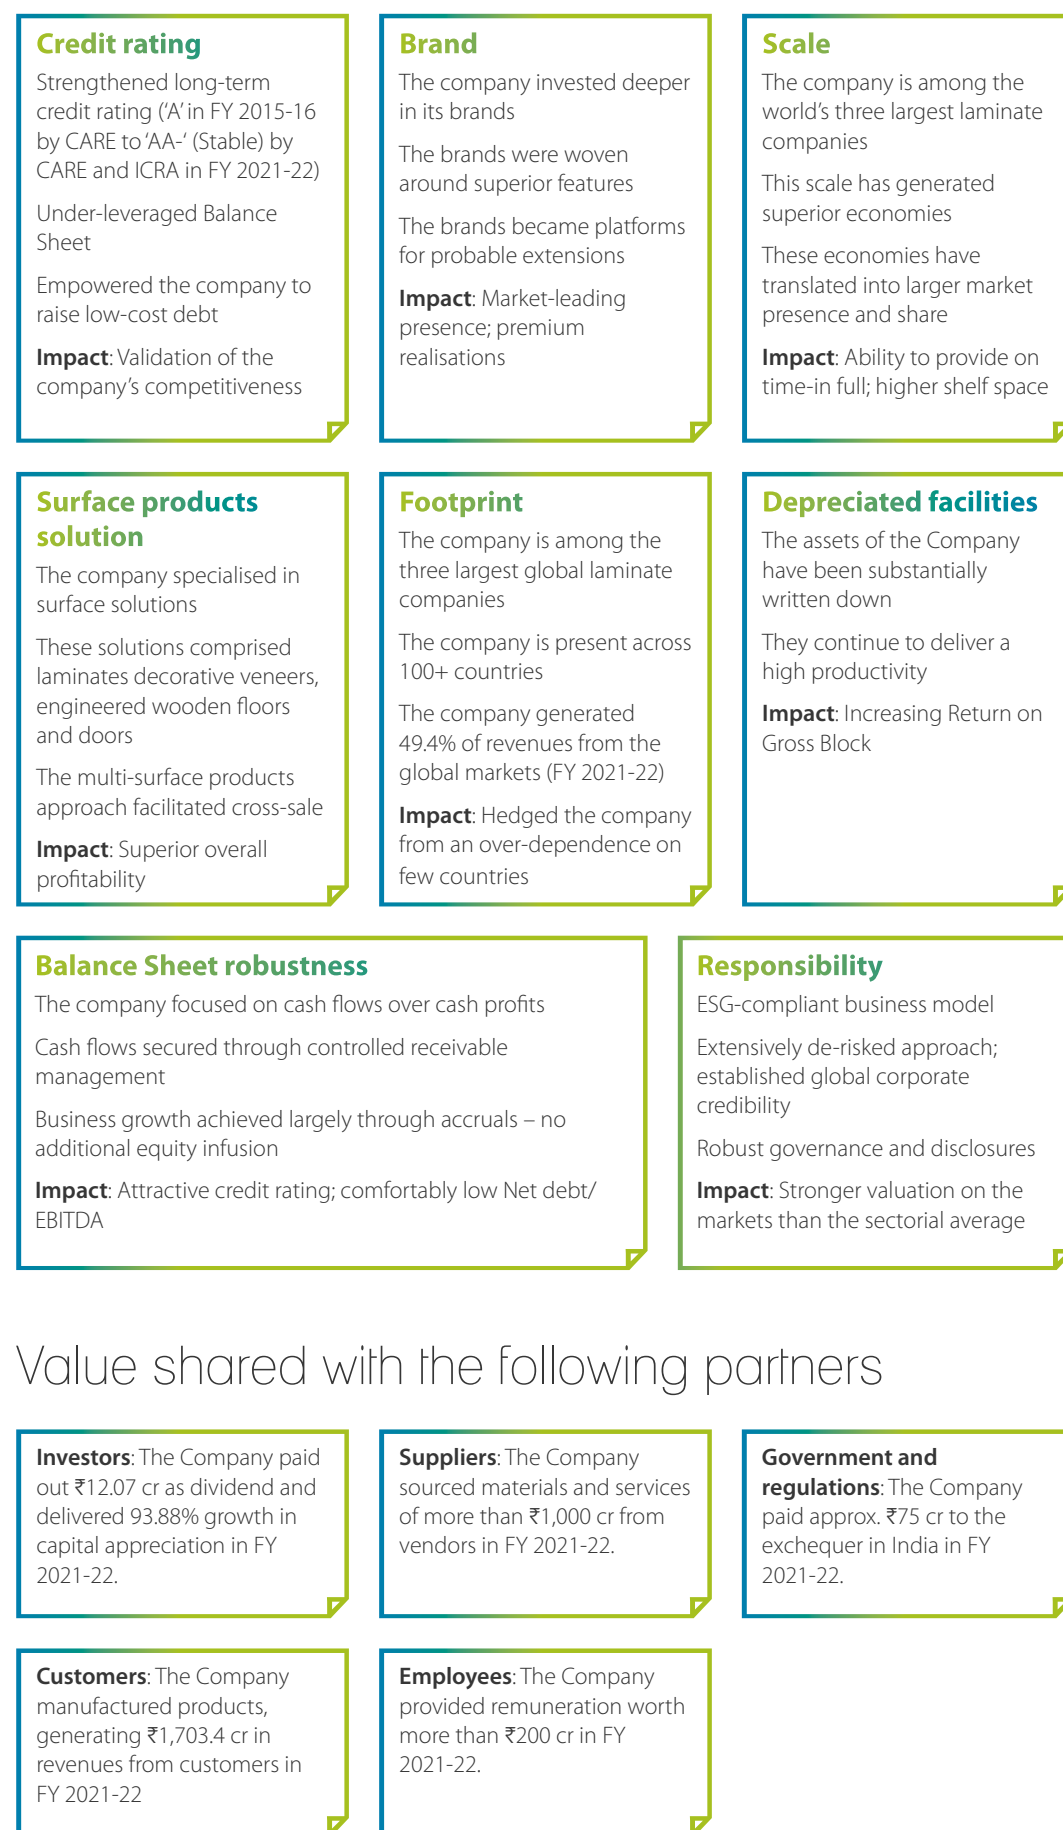 Credit rating
Strengthened long-term
credit rating (‘A’ in FY 2015-16
by CARE to ‘AA-‘ (Stable) by
CARE and ICRA in FY 2021-22)
Under-leveraged Balance
Sheet
Empowered the company to
raise low-cost debt
Impact: Validation of the
company’s competitiveness
Brand
The company invested deeper
in its brands
The brands were woven
around superior features
The brands became platforms
for probable extensions
Impact: Market-leading
presence; premium
realisations
Scale
The company is among the
world’s three largest laminate
companies
This scale has generated
superior economies
These economies have
translated into larger market
presence and share
Impact: Ability to provide on
time-in full; higher shelf space
Surface products
solution
The company specialised in
surface solutions
These solutions comprised
laminates decorative veneers,
engineered wooden floors
and doors
The multi-surface products
approach facilitated cross-sale
Impact: Superior overall
profitability
Footprint
The company is among the
three largest global laminate
companies
The company is present across
100+ countries
The company generated
49.4% of revenues from the
global markets (FY 2021-22)
Impact: Hedged the company
from an over-dependence on
few countries
Depreciated facilities
The assets of the Company
have been substantially
written down
They continue to deliver a
high productivity
Impact: Increasing Return on
Gross Block
Balance Sheet robustness
The company focused on cash flows over cash profits
Cash flows secured through controlled receivable
management
Business growth achieved largely through accruals – no
additional equity infusion
Impact: Attractive credit rating; comfortably low Net debt/
EBITDA
Responsibility
ESG-compliant business model
Extensively de-risked approach;
established global corporate
credibility
Robust governance and disclosures
Impact: Stronger valuation on the
markets than the sectorial average
Value shared with the following partners
Investors: The Company paid
out ₹12.07 cr as dividend and
delivered 93.88% growth in
capital appreciation in FY
2021-22.
Suppliers: The Company
sourced materials and services
of more than ₹1,000 cr from
vendors in FY 2021-22.
Government and
regulations: The Company
paid approx. ₹75 cr to the
exchequer in India in FY
2021-22.
Customers: The Company
manufactured products,
generating ₹1,703.4 cr in
revenues from customers in
FY 2021-22
Employees: The Company
provided remuneration worth
more than ₹200 cr in FY
2021-22.